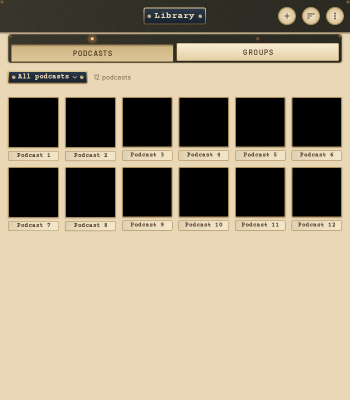 Library
PODCASTS
GROUPS
All podcasts
12 podcasts
Podcast 1
Podcast 2
Podcast 3
Podcast 4
Podcast 5
Podcast 6
Podcast 7
Podcast 8
Podcast 9
Podcast 10
Podcast 11
Podcast 12